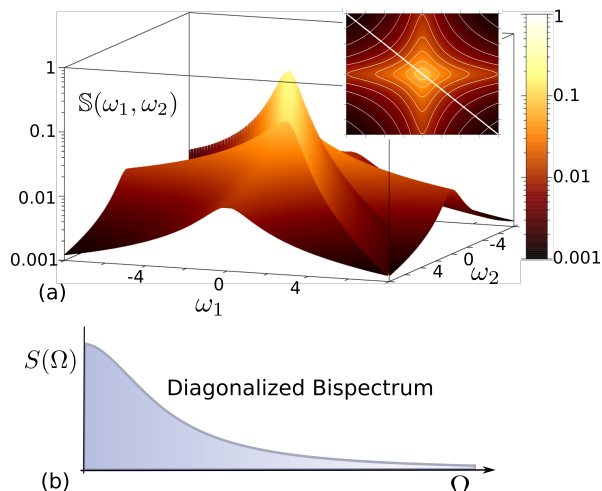 1
0.1
0.01
0.001
𝕊(ω₁, ω₂)
-4
0
4
ω₁
4
0
-4
ω₂
1
0.1
0.01
0.001
(a)
S(Ω)
Diagonalized Bispectrum
(b)
Ω